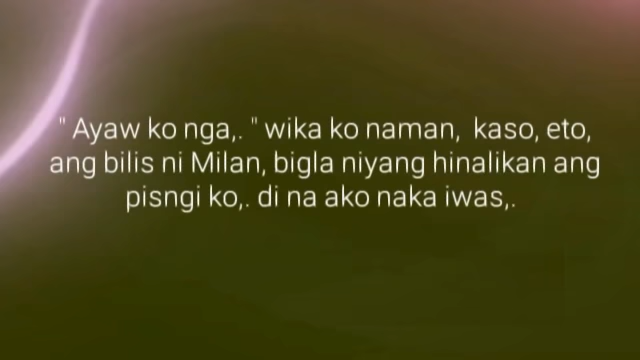 " Ayaw ko nga,. " wika ko naman,  kaso, eto,
ang bilis ni Milan, bigla niyang hinalikan ang
pisngi ko,. di na ako naka iwas,.